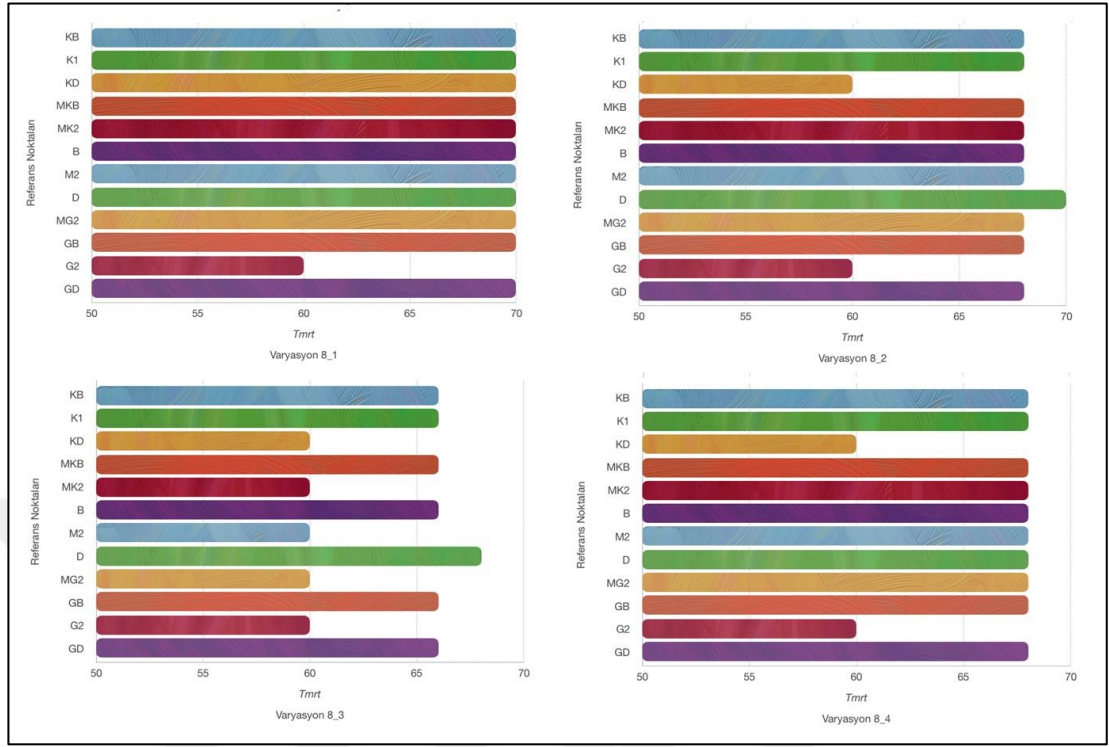 Referans Noktaları
KB
K1
KD
MKB
MK2
B
M2
D
MG2
GB
G2
GD
50 55 60 65 70
Tmrt
Varyasyon 8_1
Referans Noktaları
KB
K1
KD
MKB
MK2
B
M2
D
MG2
GB
G2
GD
50 55 60 65 70
Tmrt
Varyasyon 8_2
Referans Noktaları
KB
K1
KD
MKB
MK2
B
M2
D
MG2
GB
G2
GD
50 55 60 65 70
Tmrt
Varyasyon 8_3
Referans Noktaları
KB
K1
KD
MKB
MK2
B
M2
D
MG2
GB
G2
GD
50 55 60 65 70
Tmrt
Varyasyon 8_4